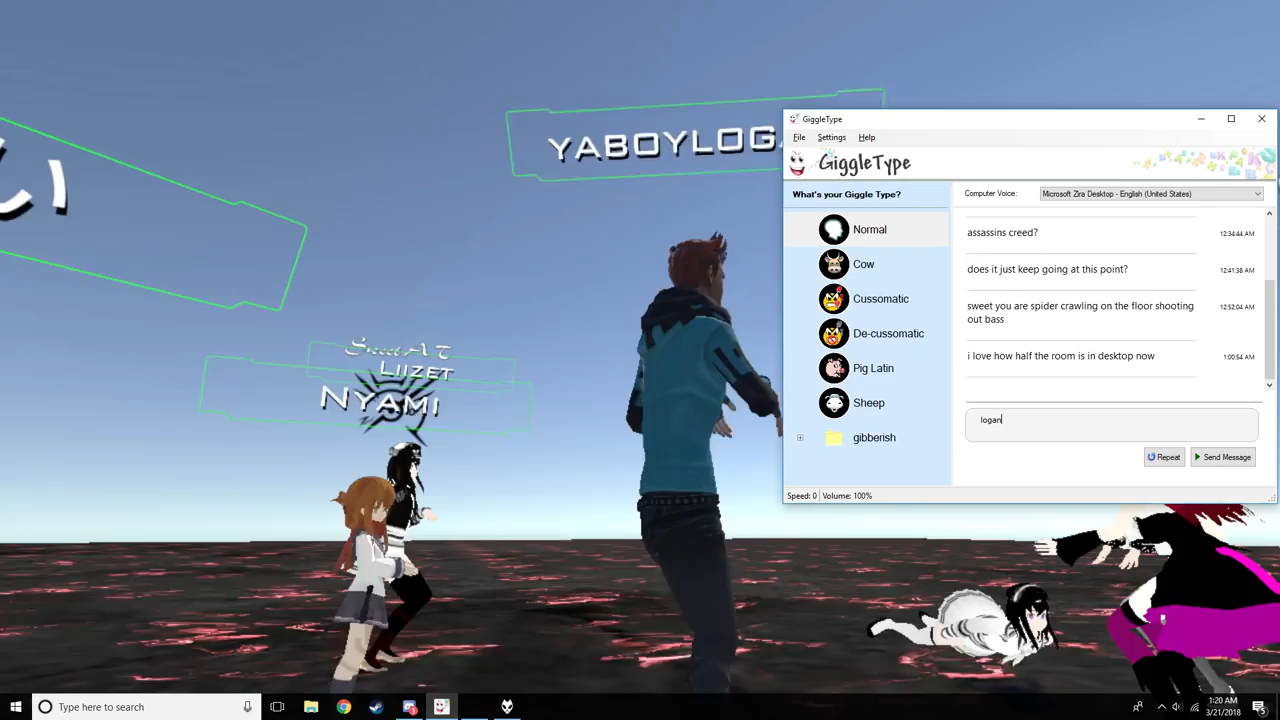 YABOYLOGA
Sweet A T
LIIZET
NYAMI
GiggleType
File Settings Help
GiggleType
What's your Giggle Type?
Normal
Cow
Cussomatic
De-cussomatic
Pig Latin
Sheep
gibberish
Computer Voice: Microsoft Zira Desktop - English (United States)
assassins creed? 12:34:44 AM
does it just keep going at this point? 12:41:38 AM
sweet you are spider crawling on the floor shooting
out bass 12:52:04 AM
i love how half the room is in desktop now 1:00:54 AM
logan
Repeat Send Message
Speed: 0 Volume: 100%
Type here to search
1:20 AM
3/21/2018